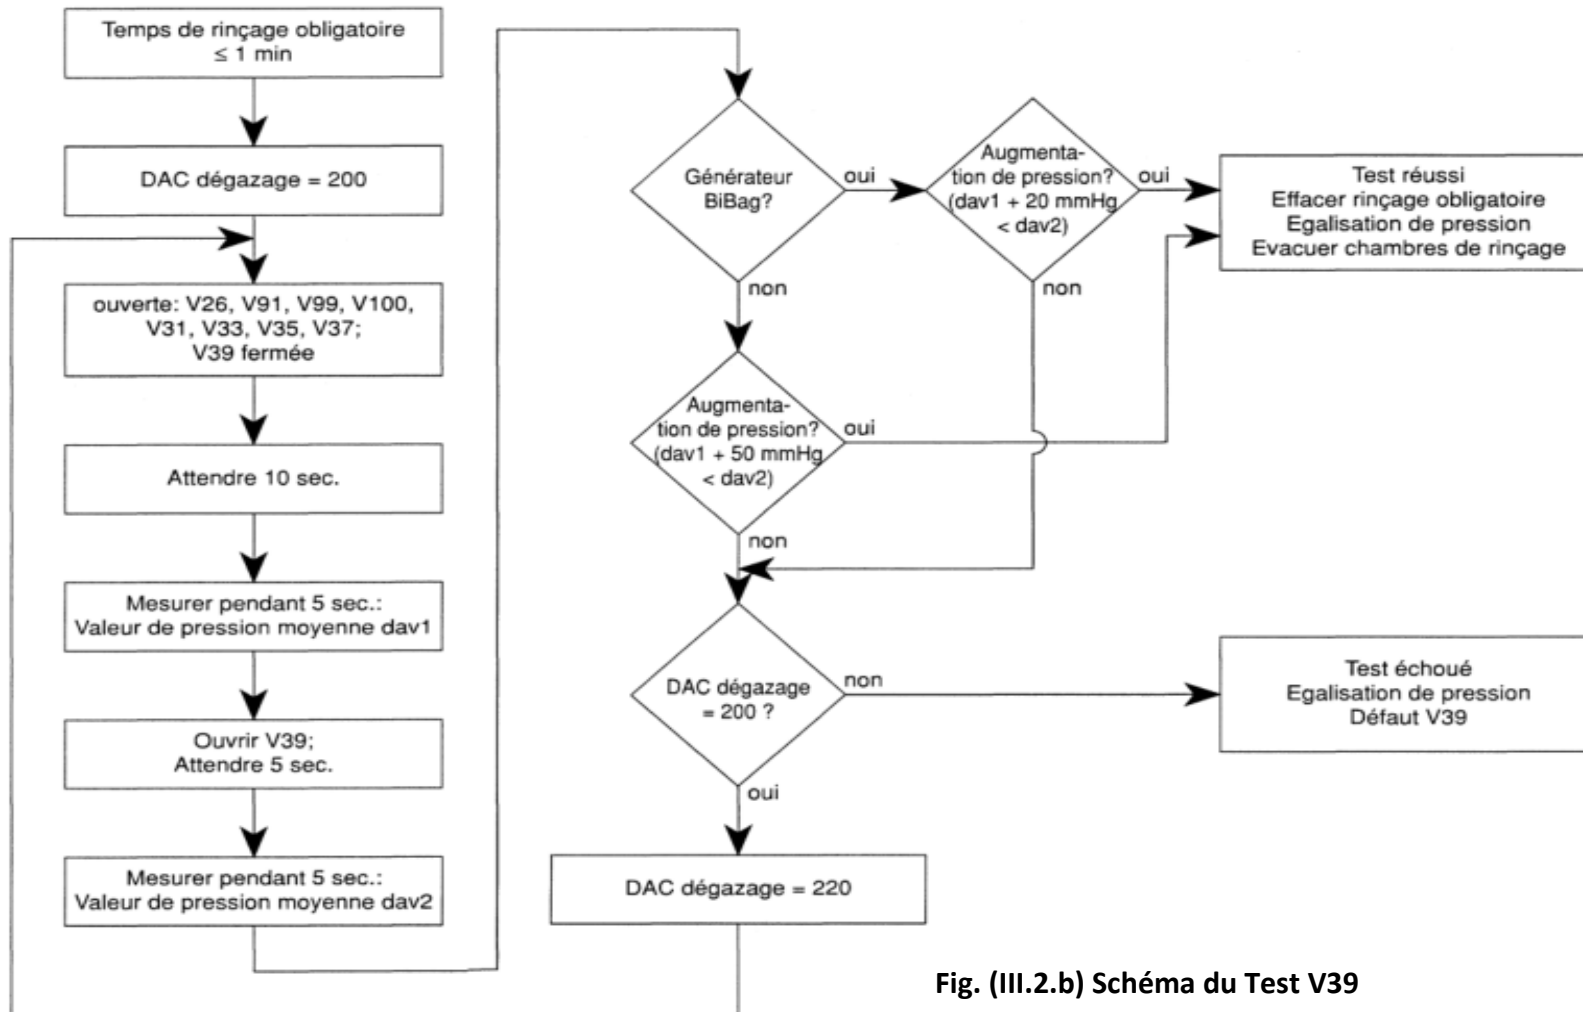 Temps de rinçage obligatoire
≤ 1 min
DAC dégazage = 200
ouverte: V26, V91, V99, V100,
V31, V33, V35, V37;
V39 fermée
Attendre 10 sec.
Mesurer pendant 5 sec.:
Valeur de pression moyenne dav1
Ouvrir V39;
Attendre 5 sec.
Mesurer pendant 5 sec.:
Valeur de pression moyenne dav2
Générateur
BiBag?
oui
non
Augmenta-
tion de pression?
(dav1 + 20 mmHg
< dav2)
oui
non
Test réussi
Effacer rinçage obligatoire
Egalisation de pression
Evacuer chambres de rinçage
Augmenta-
tion de pression?
(dav1 + 50 mmHg
< dav2)
oui
non
DAC dégazage
= 200 ?
non
oui
Test échoué
Egalisation de pression
Défaut V39
DAC dégazage = 220
Fig. (III.2.b) Schéma du Test V39